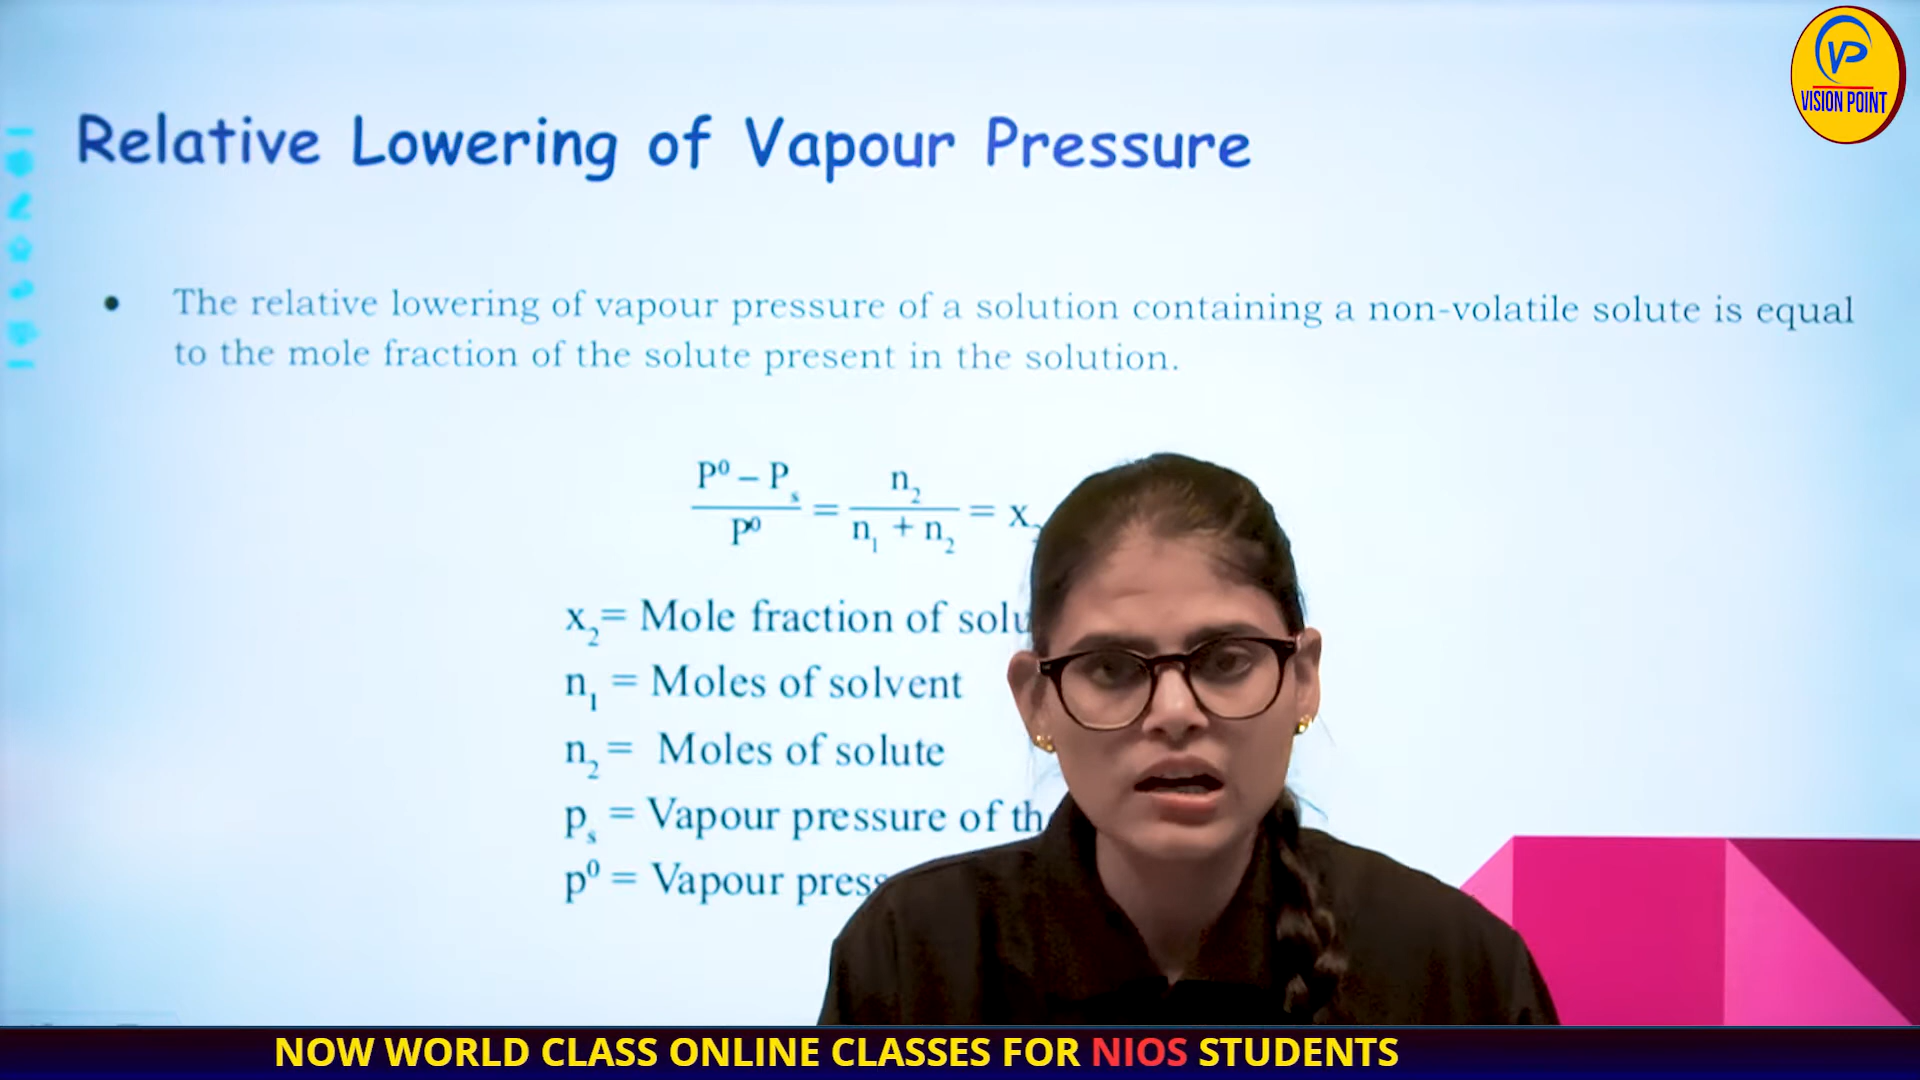 VP
VISION POINT
Relative Lowering of Vapour Pressure
• The relative lowering of vapour pressure of a solution containing a non-volatile solute is equal
to the mole fraction of the solute present in the solution.
P⁰ – Pₛ / P⁰ = n₂ / n₁ + n₂ = x
x₂ = Mole fraction of
n₁ = Moles of solvent
n₂ = Moles of solute
pₛ = Vapour pressure of
p⁰ = Vapour
NOW WORLD CLASS ONLINE CLASSES FOR NIOS STUDENTS